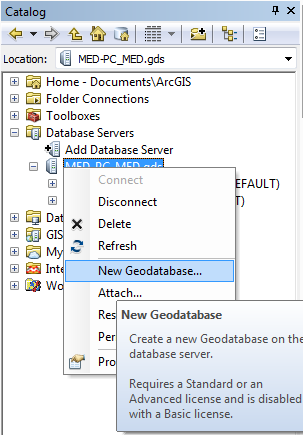 Catalog
Location: MED-PC_MED.gds
Home - Documents\ArcGIS
Folder Connections
Toolboxes
Database Servers
Add Database Server
MED-PC_MED.gds
Connect
EFAULT)
Disconnect
T)
Delete
Dat
Refresh
GIS
New Geodatabase...
My
Attach...
Inte
Res
Wo
New Geodatabase
Per
Create a new Geodatabase on the
database server.
Pro
Requires a Standard or an
Advanced license and is disabled
with a Basic license.